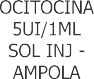 OCITOCINA
5UI/1ML
SOL INJ -
AMPOLA